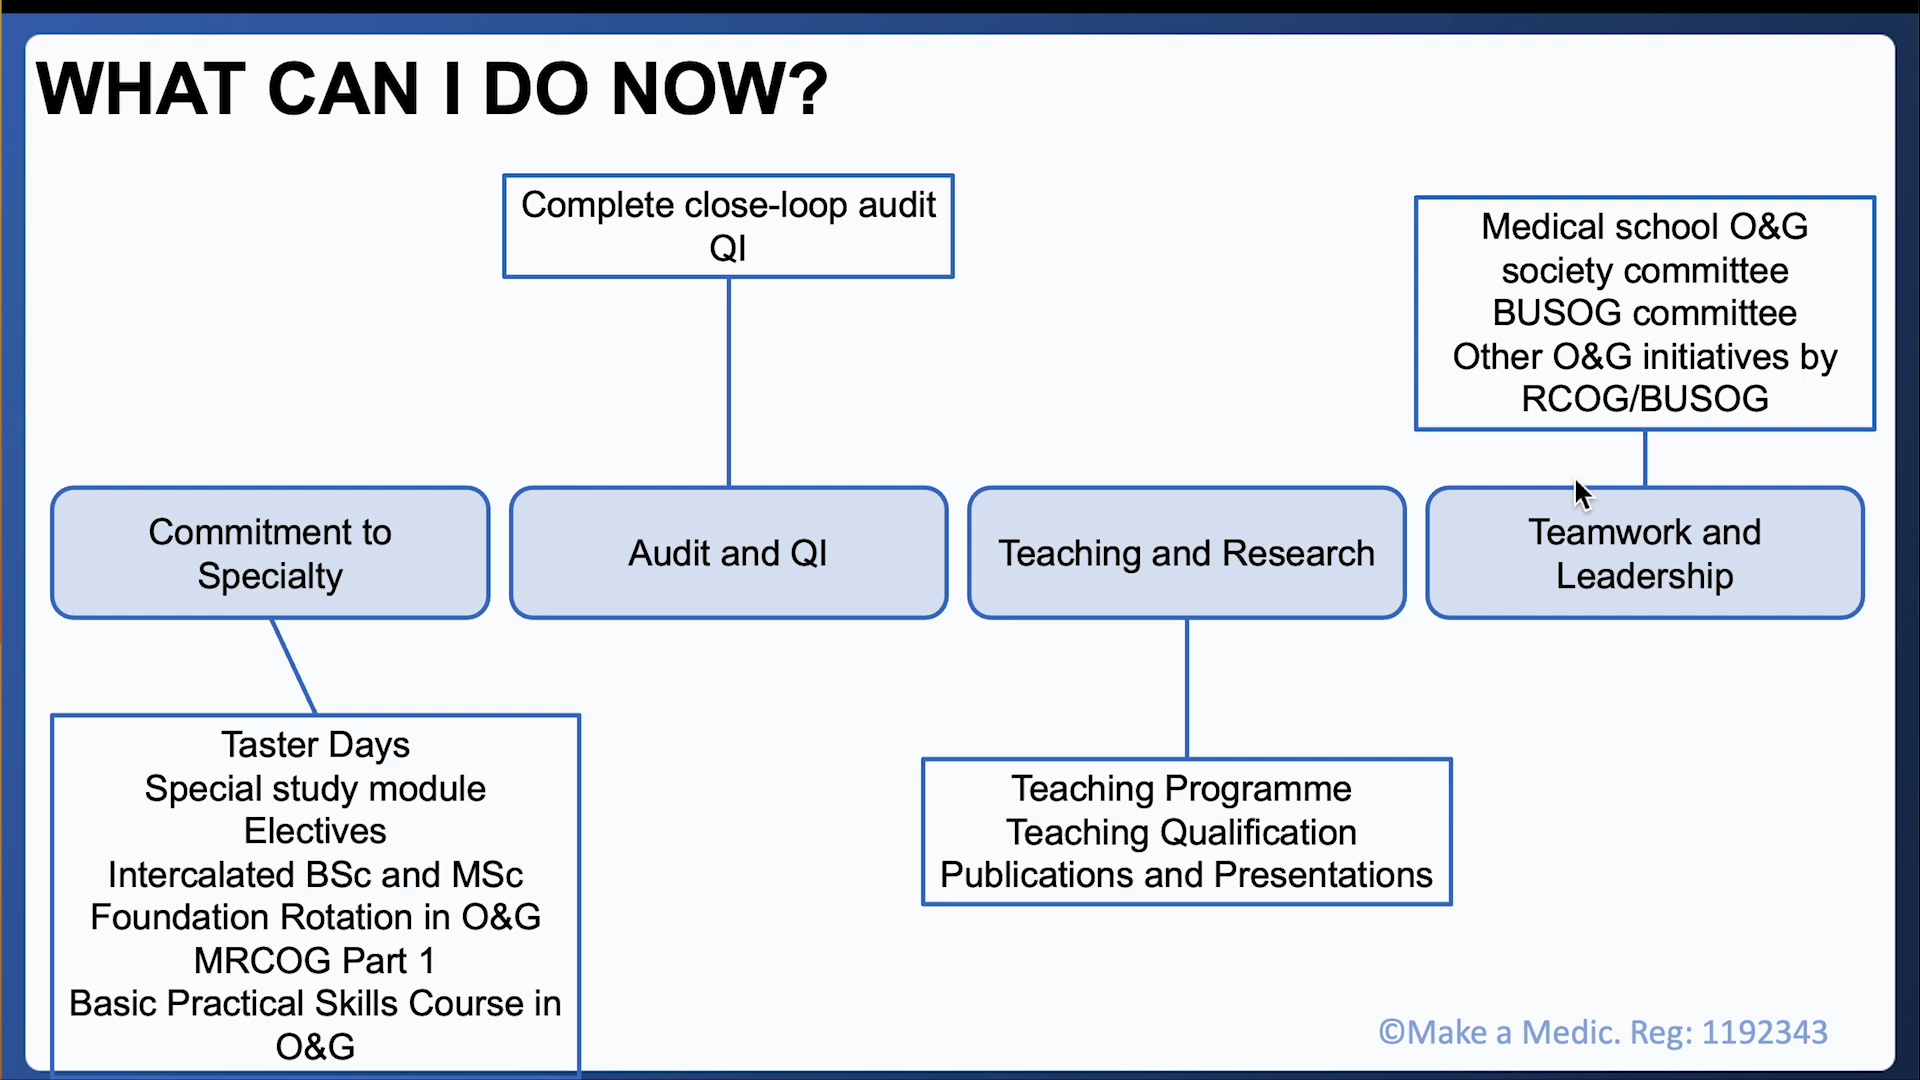 WHAT CAN I DO NOW?
Complete close-loop audit
QI
Medical school O&G
society committee
BUSOG committee
Other O&G initiatives by
RCOG/BUSOG
Commitment to
Specialty
Audit and QI
Teaching and Research
Teamwork and
Leadership
Taster Days
Special study module
Electives
Intercalated BSc and MSc
Foundation Rotation in O&G
MRCOG Part 1
Basic Practical Skills Course in
O&G
Teaching Programme
Teaching Qualification
Publications and Presentations
©Make a Medic. Reg: 1192343